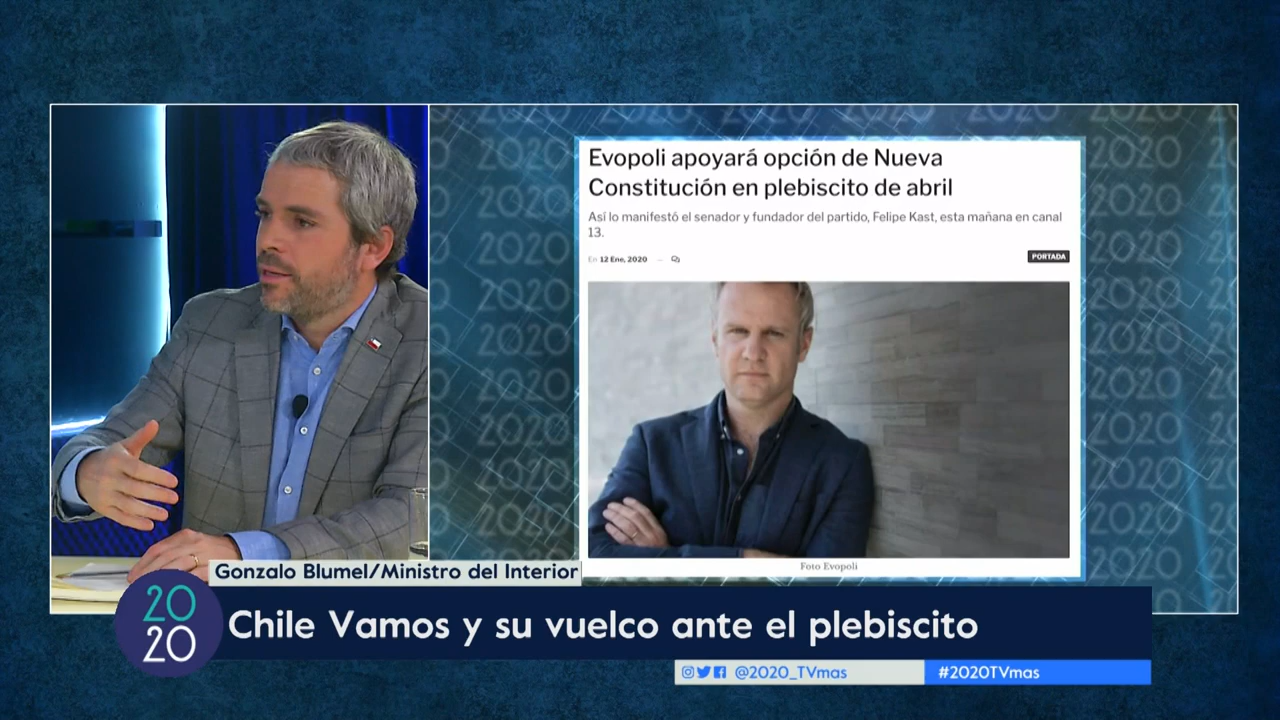 Evopoli apoyará opción de Nueva
Constitución en plebiscito de abril
Así lo manifestó el senador y fundador del partido, Felipe Kast, esta mañana en canal
13.
En 12 Ene, 2020
PORTADA
Foto Evopoli
Gonzalo Blumel/Ministro del Interior
20
20
Chile Vamos y su vuelco ante el plebiscito
@2020_TVmas
#2020TVmas